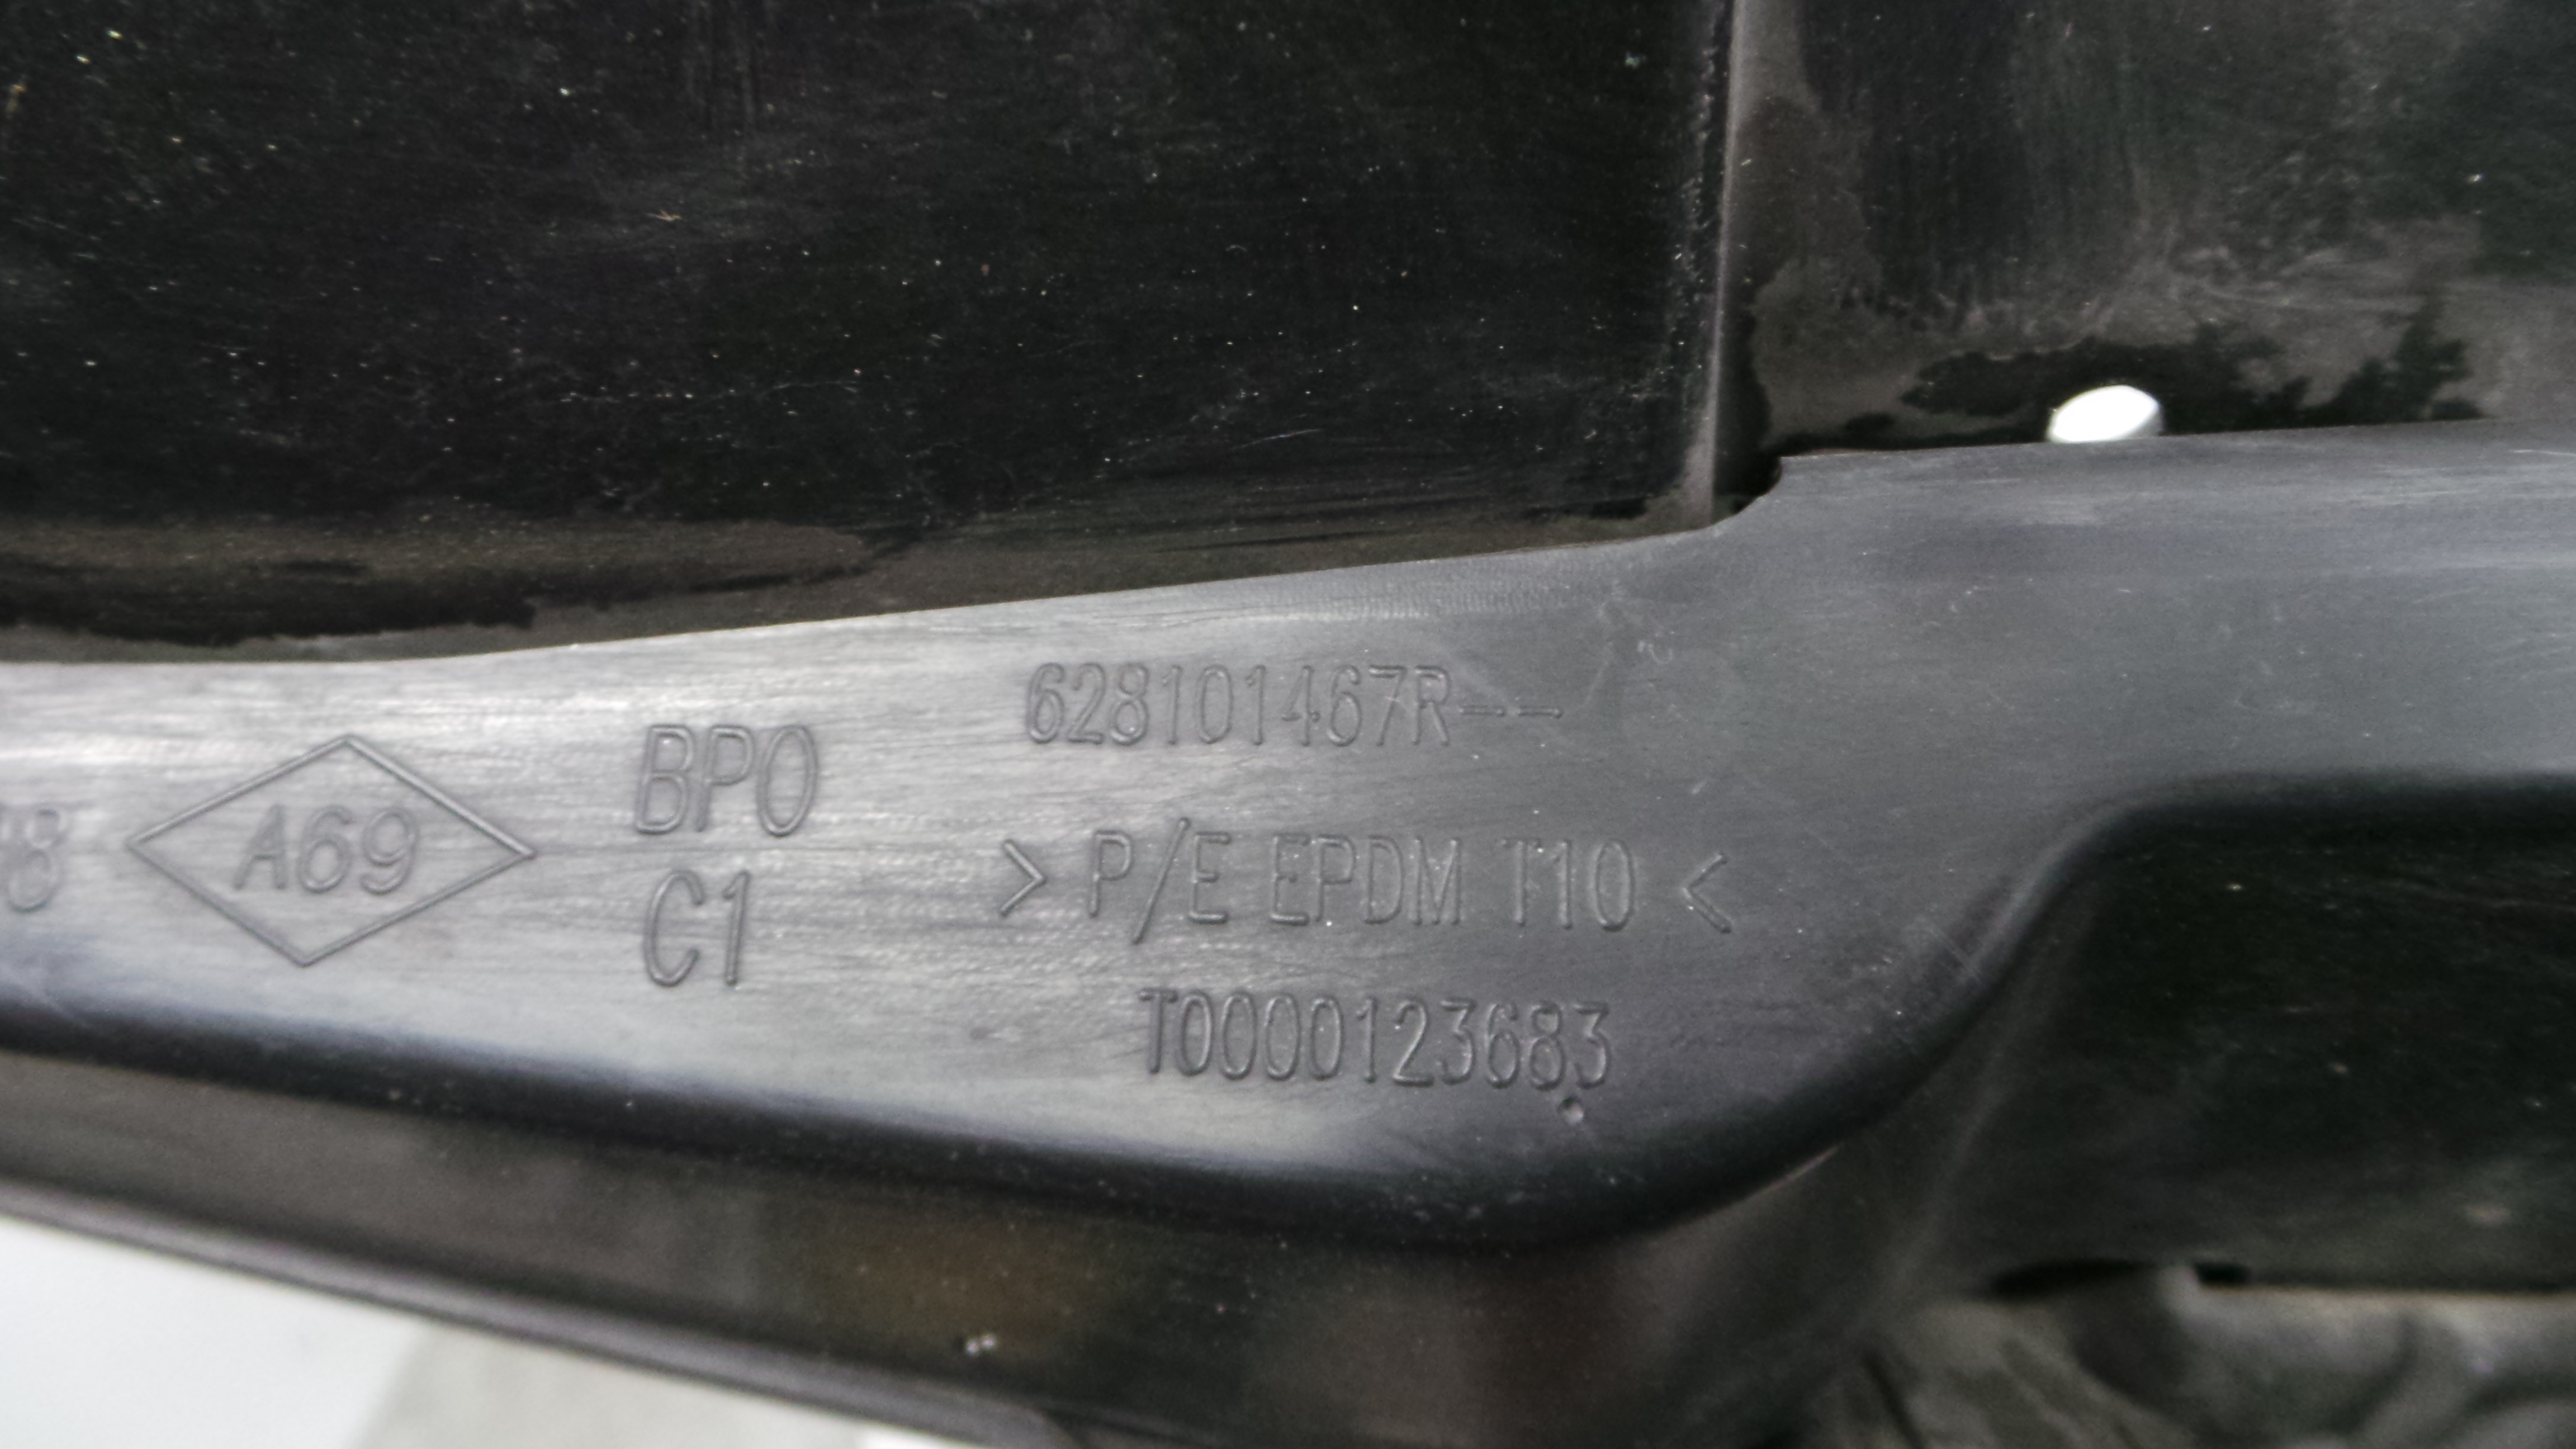 628101467R--
A69
BPO
C1
> P/E EPDM T10 <
T0000123683